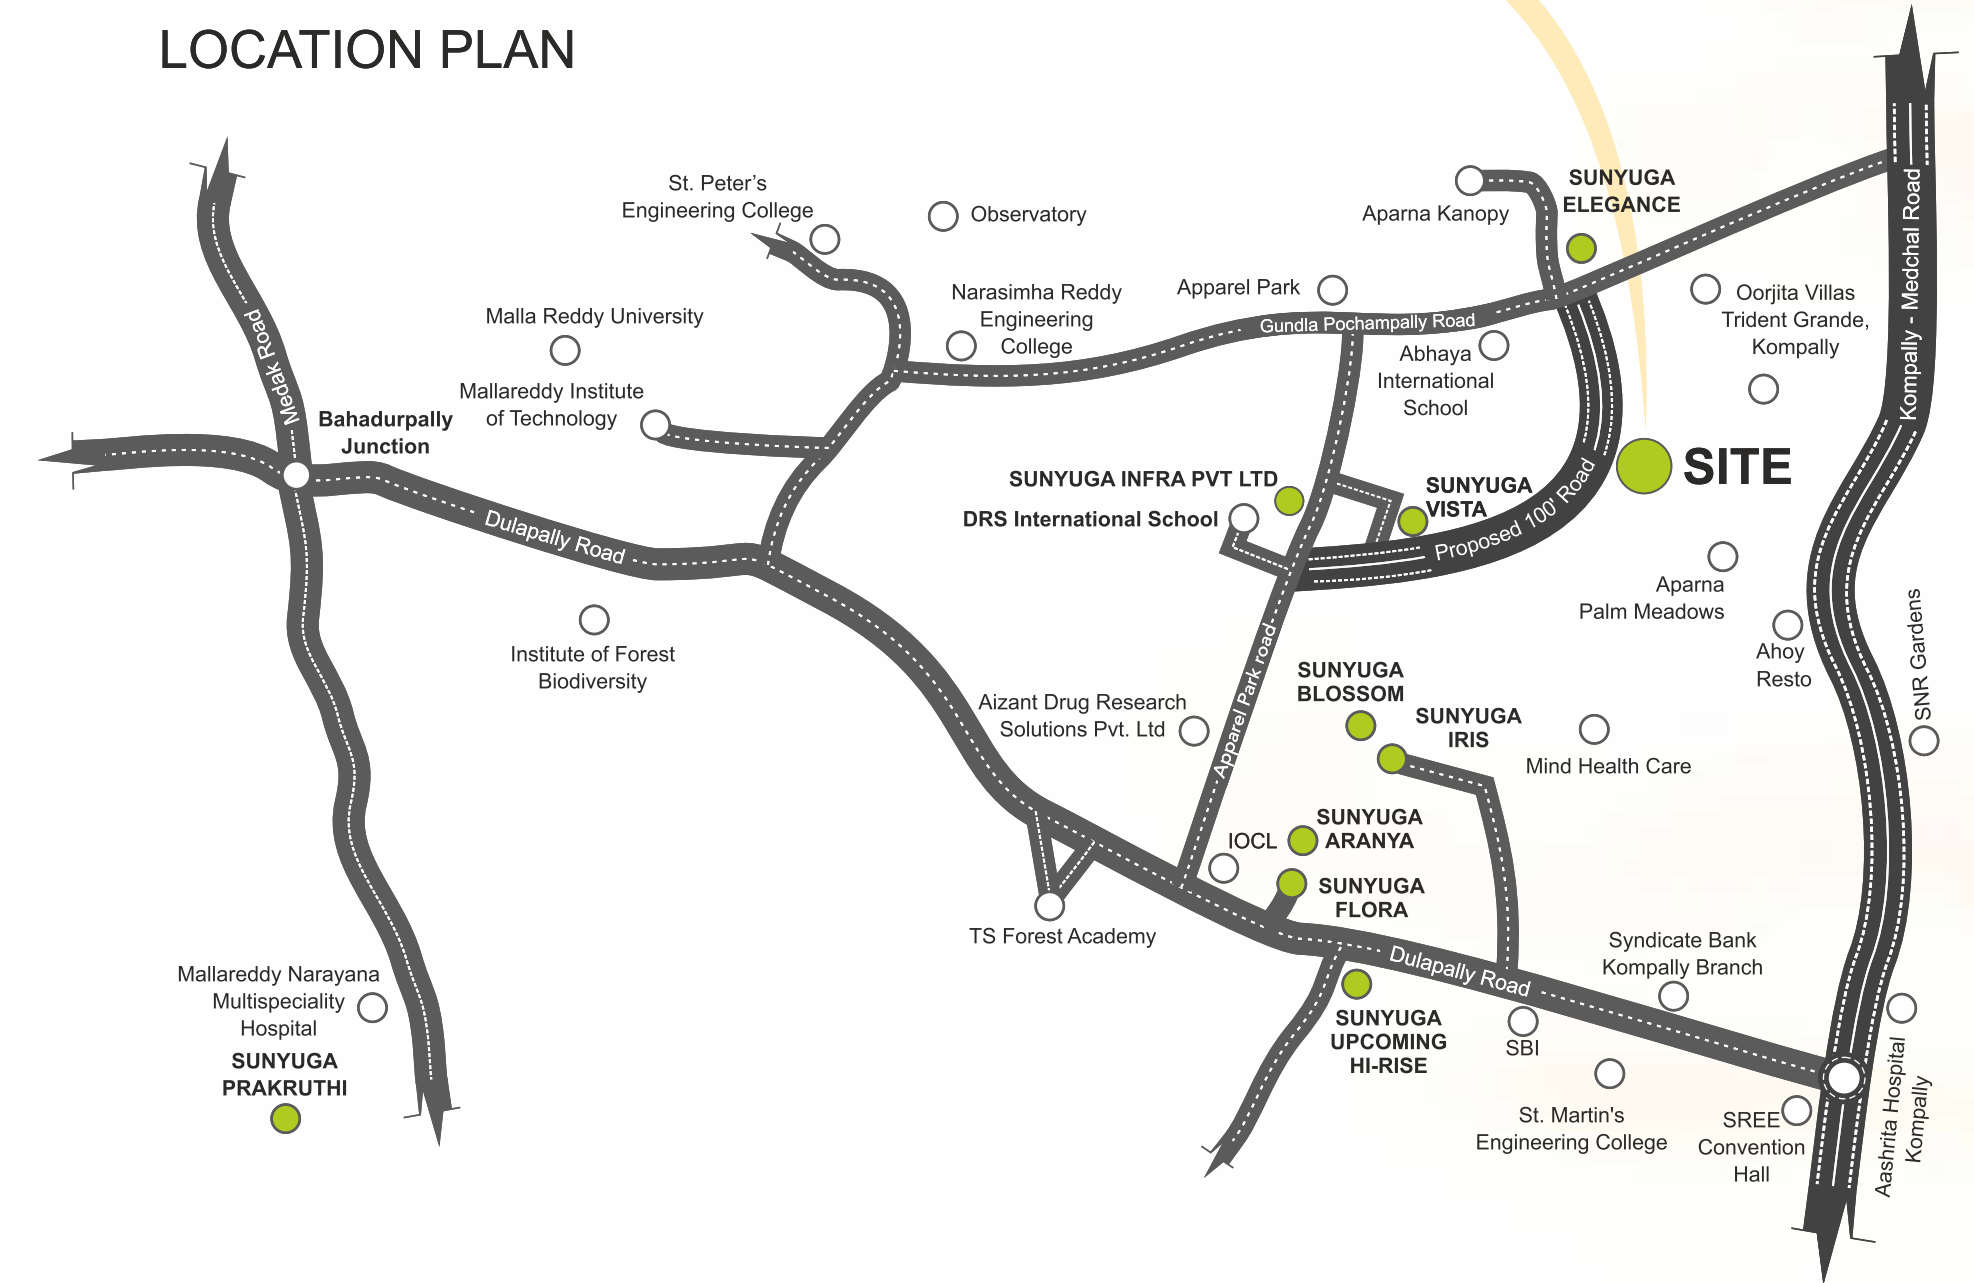 LOCATION PLAN
St. Peter’s
Engineering College
Observatory
Aparna Kanopy
SUNYUGA
ELEGANCE
Kompally - Medchal Road
Malla Reddy University
Narasimha Reddy
Engineering
College
Apparel Park
Gundla Pochampally Road
Oorjita Villas
Trident Grande,
Kompally
Medak Road
Mallareddy Institute
of Technology
Abhaya
International
School
Bahadurpally
Junction
SUNYUGA INFRA PVT LTD
DRS International School
SUNYUGA
VISTA
SITE
Proposed 100' Road
Dulapally Road
Institute of Forest
Biodiversity
Aparna
Palm Meadows
Ahoy
Resto
SNR Gardens
Apparel Park road
Aizant Drug Research
Solutions Pvt. Ltd
SUNYUGA
BLOSSOM
SUNYUGA
IRIS
Mind Health Care
IOCL
SUNYUGA
ARANYA
SUNYUGA
FLORA
TS Forest Academy
Dulapally Road
Syndicate Bank
Kompally Branch
Mallareddy Narayana
Multispeciality
Hospital
SUNYUGA
PRAKRUTHI
SUNYUGA
UPCOMING
HI-RISE
SBI
St. Martin's
Engineering College
SREE
Convention
Hall
Aashrita Hospital
Kompally